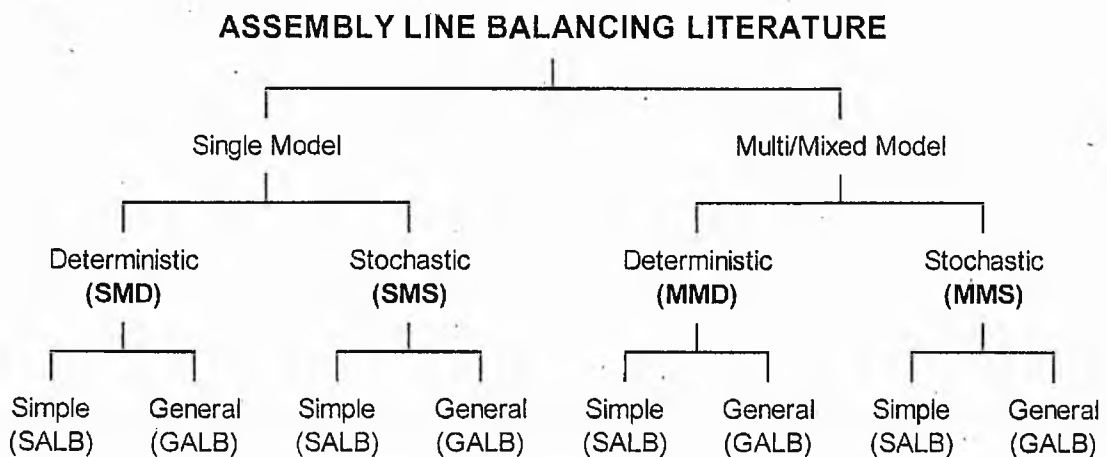 ASSEMBLY LINE BALANCING LITERATURE
Single Model Multi/Mixed Model
Deterministic Stochastic Deterministic Stochastic
(SMD) (SMS) (MMD) (MMS)
Simple General Simple General Simple General Simple General
(SALB) (GALB) (SALB) (GALB) (SALB) (GALB) (SALB) (GALB)